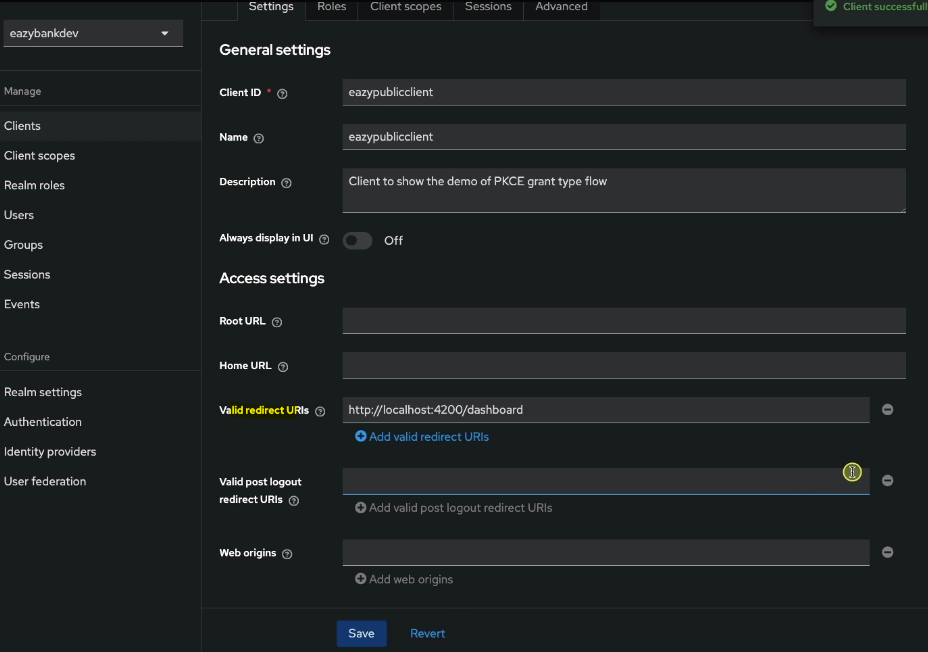 Settings
Roles
Client scopes
Sessions
Advanced
Client successfull
eazybankdev
Manage
Clients
Client scopes
Realm roles
Users
Groups
Sessions
Events
Configure
Realm settings
Authentication
Identity providers
User federation
General settings
Client ID *
eazypublicclient
Name
eazypublicclient
Description
Client to show the demo of PKCE grant type flow
Always display in UI
Off
Access settings
Root URL
Home URL
Valid redirect URIs
http://localhost:4200/dashboard
Add valid redirect URIs
Valid post logout
redirect URIs
Add valid post logout redirect URIs
Web origins
Add web origins
Save
Revert